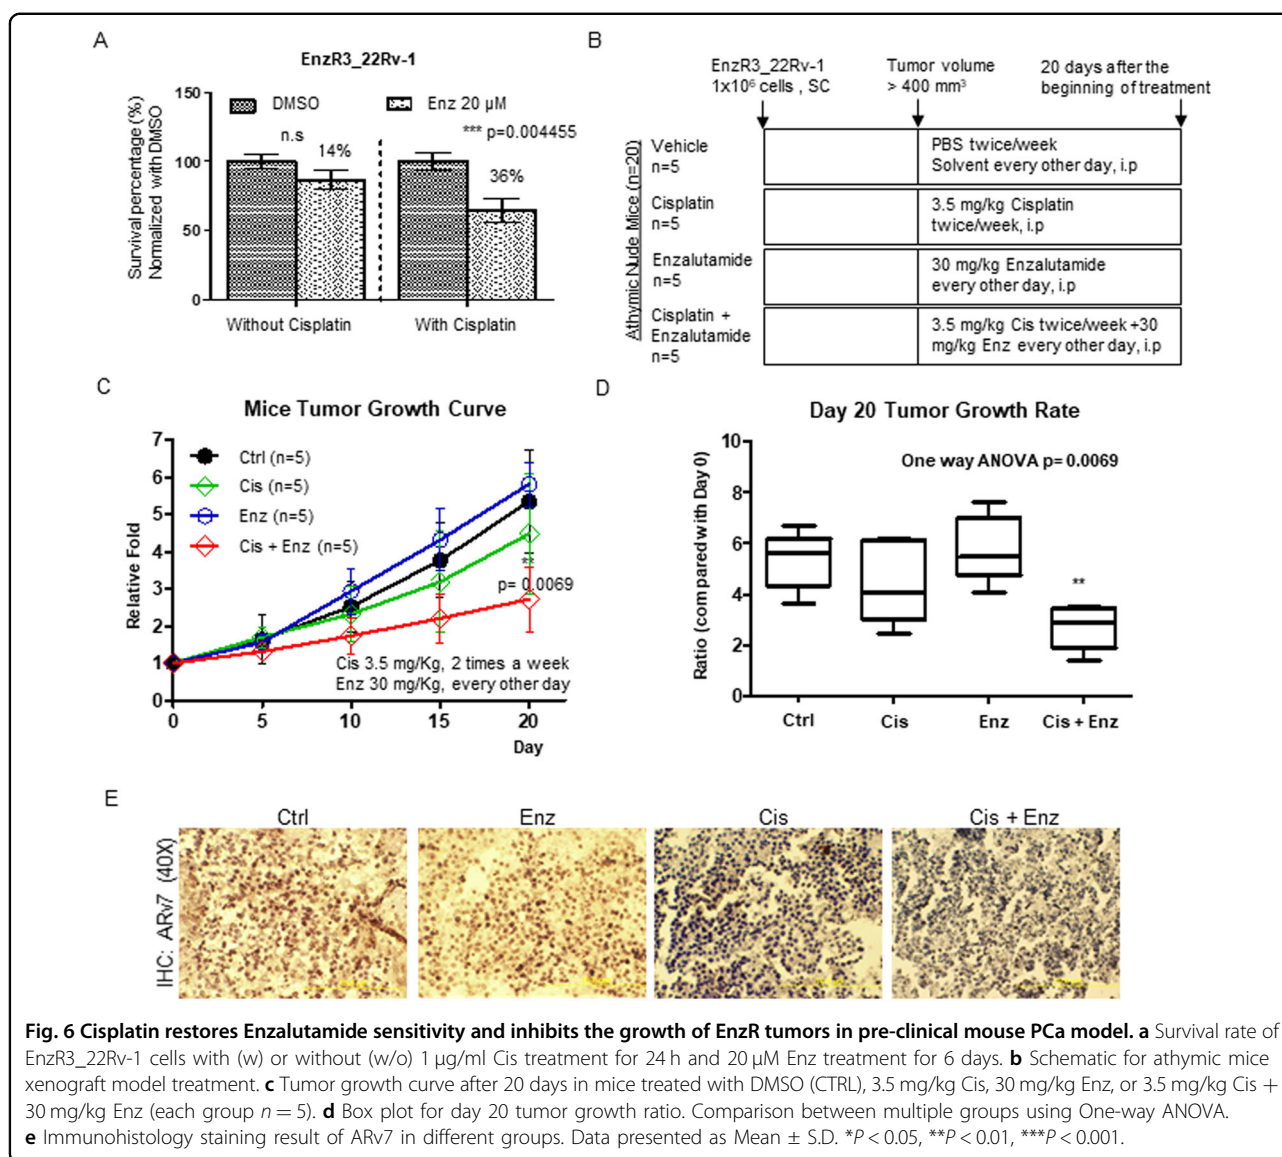 A
EnzR3_22Rv-1
Survival percentage (%)
Normalized with DMSO
150
100
50
0
DMSO
Enz 20 μM
n.s
14%
*** p=0.004455
36%
Without Cisplatin
With Cisplatin
B
EnzR3_22Rv-1
1x10⁶ cells , SC
Tumor volume
> 400 mm³
20 days after the
beginning of treatment
Athymic Nude Mice (n=20)
Vehicle
n=5
PBS twice/week
Solvent every other day, i.p
Cisplatin
n=5
3.5 mg/kg Cisplatin
twice/week, i.p
Enzalutamide
n=5
30 mg/kg Enzalutamide
every other day, i.p
Cisplatin +
Enzalutamide
n=5
3.5 mg/kg Cis twice/week +30
mg/kg Enz every other day, i.p
C
Mice Tumor Growth Curve
Relative Fold
7
6
5
4
3
2
1
0
Ctrl (n=5)
Cis (n=5)
Enz (n=5)
Cis + Enz (n=5)
**
p= 0.0069
Cis 3.5 mg/Kg, 2 times a week
Enz 30 mg/Kg, every other day
0 5 10 15 20
Day
D
Day 20 Tumor Growth Rate
Ratio (compared with Day 0)
10
8
6
4
2
0
One way ANOVA p= 0.0069
**
Ctrl Cis Enz Cis + Enz
E
Ctrl Enz Cis Cis + Enz
IHC: ARv7 (40X)
Fig. 6 Cisplatin restores Enzalutamide sensitivity and inhibits the growth of EnzR tumors in pre-clinical mouse PCa model. a Survival rate of
EnzR3_22Rv-1 cells with (w) or without (w/o) 1 μg/ml Cis treatment for 24 h and 20 μM Enz treatment for 6 days. b Schematic for athymic mice
xenograft model treatment. c Tumor growth curve after 20 days in mice treated with DMSO (CTRL), 3.5 mg/kg Cis, 30 mg/kg Enz, or 3.5 mg/kg Cis +
30 mg/kg Enz (each group n = 5). d Box plot for day 20 tumor growth ratio. Comparison between multiple groups using One-way ANOVA.
e Immunohistology staining result of ARv7 in different groups. Data presented as Mean ± S.D. *P < 0.05, **P < 0.01, ***P < 0.001.